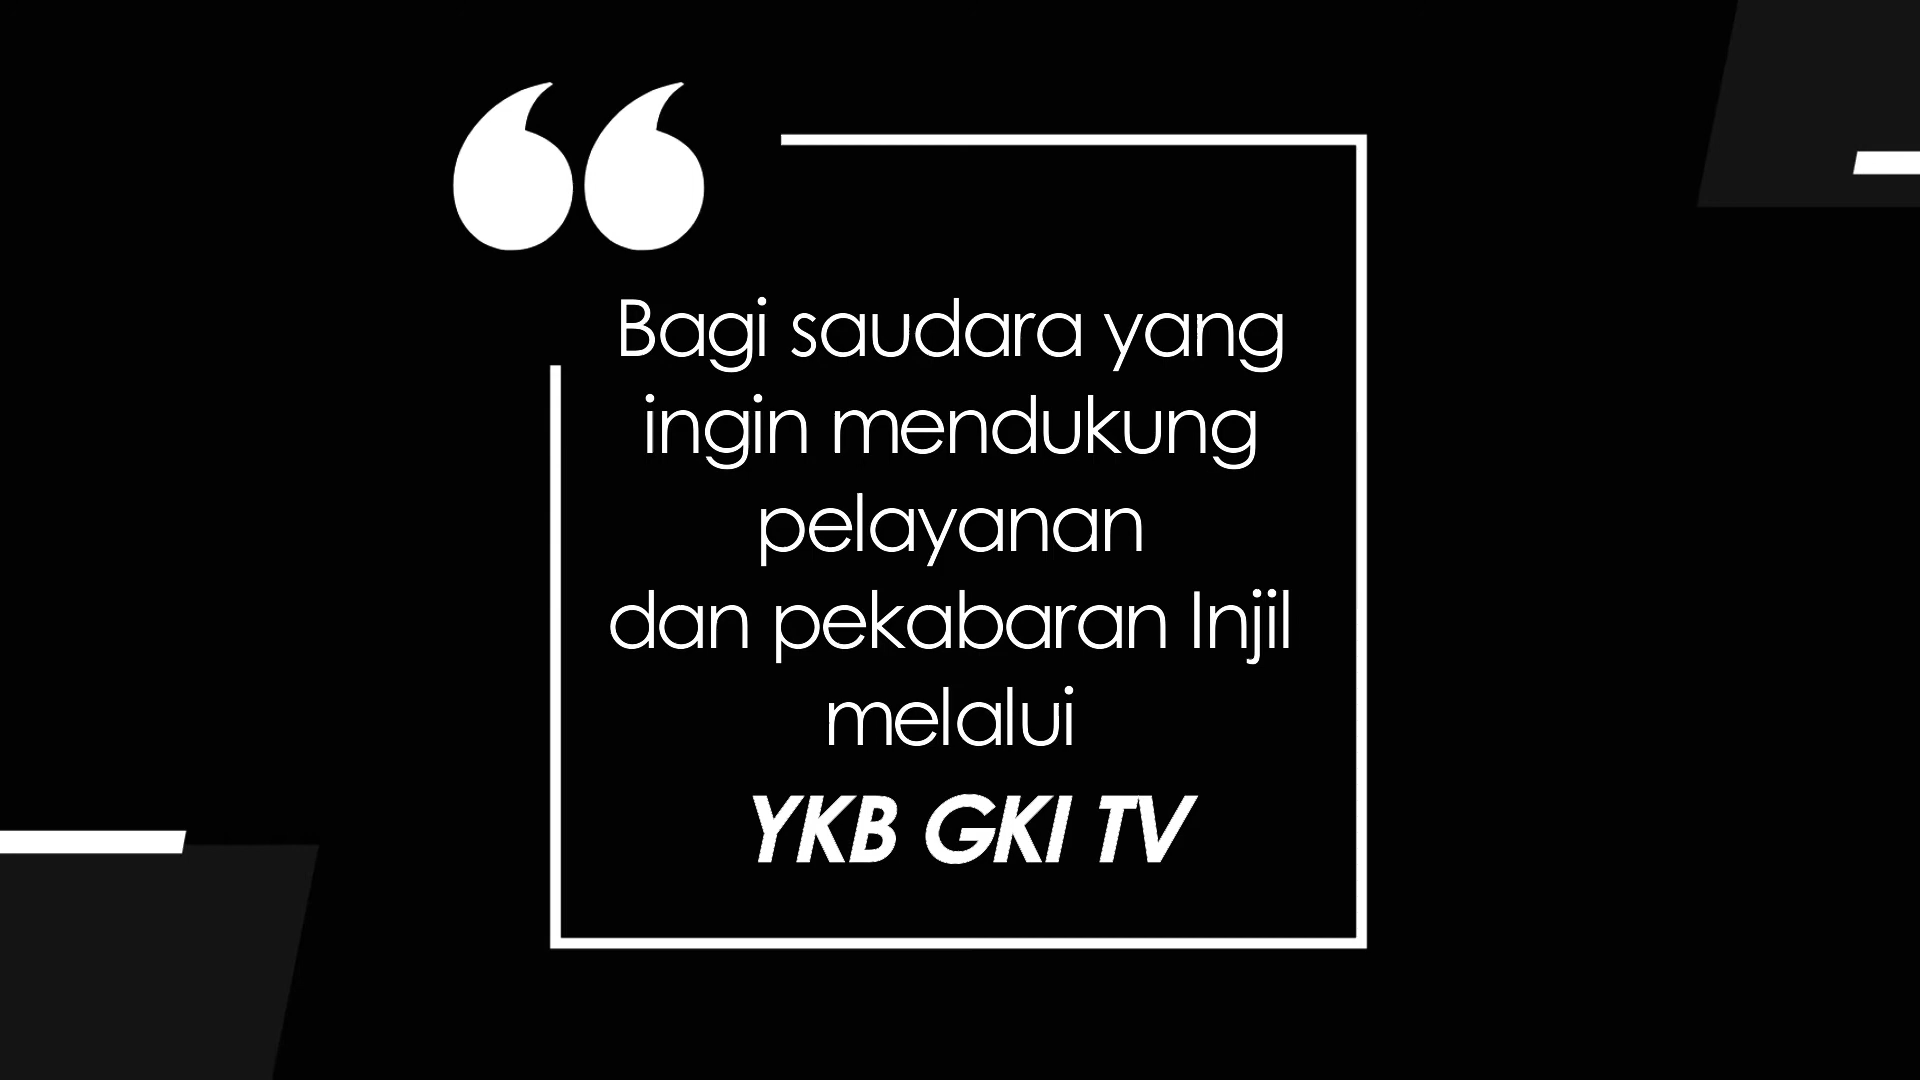 Bagi saudara yang
ingin mendukung
pelayanan
dan pekabaran Injil
melalui
YKB GKI TV